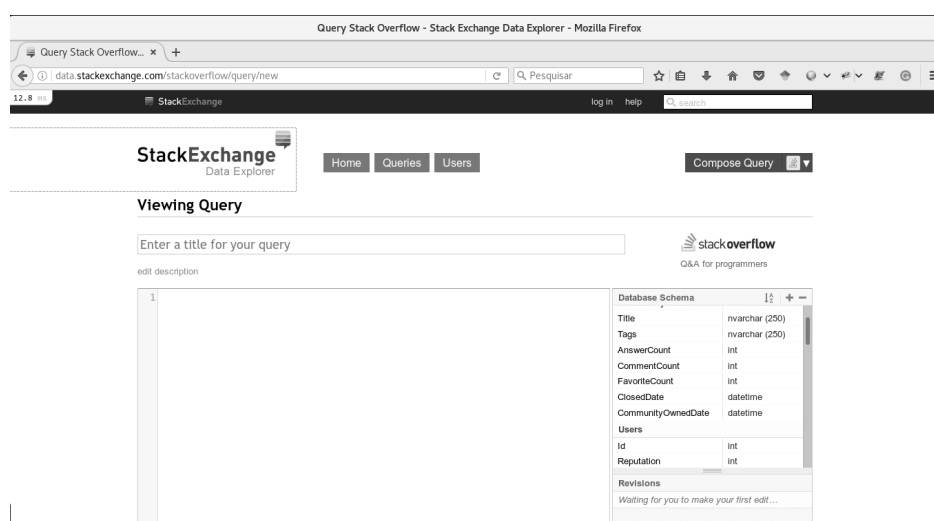 Query Stack Overflow - Stack Exchange Data Explorer - Mozilla Firefox
Query Stack Overflow... × +
data.stackexchange.com/stackoverflow/query/new
Pesquisar
12.8 ms
StackExchange
log in help
search
StackExchange
Data Explorer
Home Queries Users
Compose Query
Viewing Query
Enter a title for your query
stackoverflow
Q&A for programmers
edit description
1
Database Schema
Title nvarchar (250)
Tags nvarchar (250)
AnswerCount int
CommentCount int
FavoriteCount int
ClosedDate datetime
CommunityOwnedDate datetime
Users
Id int
Reputation int
Revisions
Waiting for you to make your first edit...